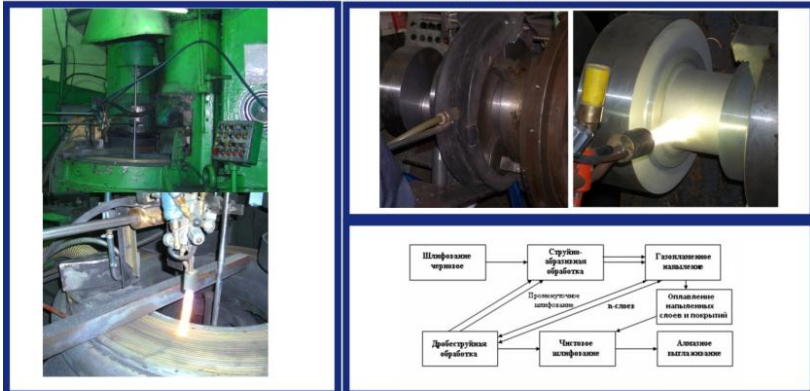 Шлифование
черновое
Струйно-
абразивная
обработка
Газопламенное
напыление
Промежуточное
шлифование
n-слоев
Оплавление
напыленных
слоев и покрытий
Дробеструйная
обработка
Чистовое
шлифование
Алмазное
выглаживание